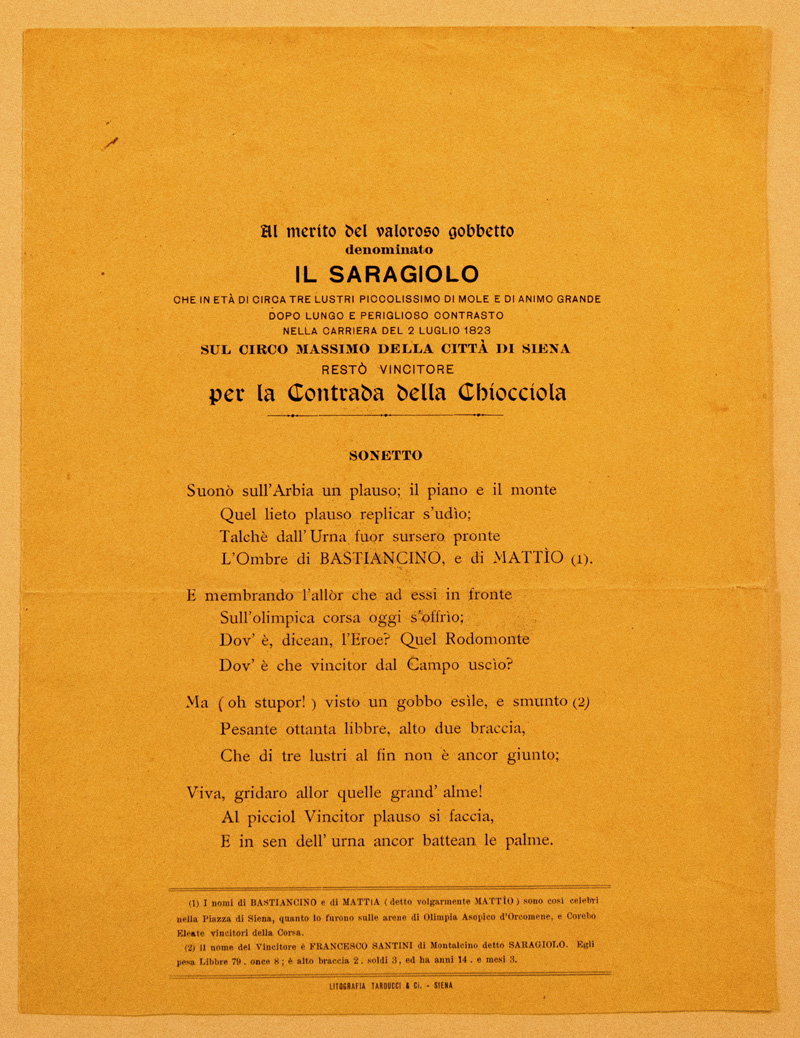 Al merito del valoroso gobbetto
denominato
IL SARAGIOLO
CHE IN ETÀ DI CIRCA TRE LUSTRI PICCOLISSIMO DI MOLE E DI ANIMO GRANDE
DOPO LUNGO E PERIGLIOSO CONTRASTO
NELLA CARRIERA DEL 2 LUGLIO 1823
SUL CIRCO MASSIMO DELLA CITTÀ DI SIENA
RESTÒ VINCITORE
per la Contrada della Chiocciola
SONETTO
Suonò sull'Arbia un plauso; il piano e il monte
Quel lieto plauso replicar s'udìo;
Talchè dall'Urna fuor sursero pronte
L'Ombre di BASTIANCINO, e di MATTÌO (1).
E membrando l'allòr che ad essi in fronte
Sull'olimpica corsa oggi s'offrìo;
Dov' è, dicean, l'Eroe? Quel Rodomonte
Dov' è che vincitor dal Campo uscìo?
Ma ( oh stupor! ) visto un gobbo esìle, e smunto (2)
Pesante ottanta libbre, alto due braccia,
Che di tre lustri al fin non è ancor giunto;
Viva, gridaro allor quelle grand' alme!
Al picciol Vincitor plauso si faccia,
E in sen dell' urna ancor battean le palme.
(1) I nomi di BASTIANCINO e di MATTIA ( detto volgarmente MATTÌO ) sono così celebri
nella Piazza di Siena, quanto lo furono sulle arene di Olimpia Asopico d'Orcomene, e Corebo
Eleate vincitori della Corsa.
(2) il nome del Vincitore è FRANCESCO SANTINI di Montalcino detto SARAGIOLO. Egli
pesa Libbre 79 . once 8 ; è alto braccia 2 . soldi 3 , ed ha anni 14 . e mesi 3.
LITOGRAFIA TARDUCCI & Ci. - SIENA